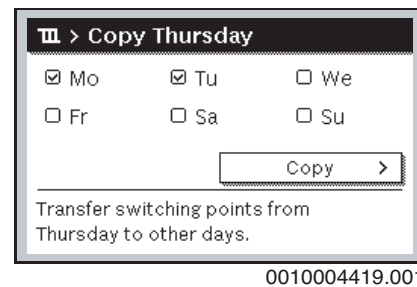 > Copy Thursday
☑ Mo ☑ Tu ☐ We
☐ Fr ☐ Sa ☐ Su
Copy >
Transfer switching points from
Thursday to other days.
0010004419.001